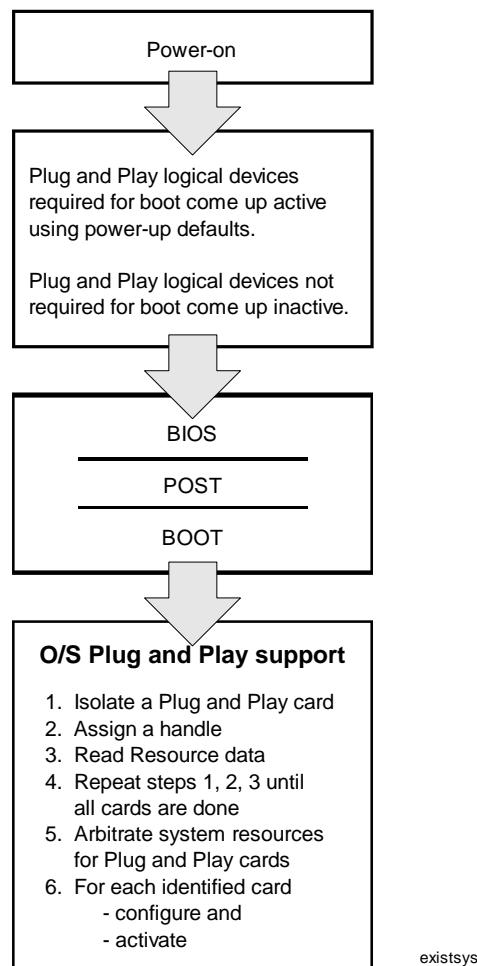 Power-on
Plug and Play logical devices
required for boot come up active
using power-up defaults.
Plug and Play logical devices not
required for boot come up inactive.
BIOS
POST
BOOT
O/S Plug and Play support
1. Isolate a Plug and Play card
2. Assign a handle
3. Read Resource data
4. Repeat steps 1, 2, 3 until
all cards are done
5. Arbitrate system resources
for Plug and Play cards
6. For each identified card
- configure and
- activate
existsys